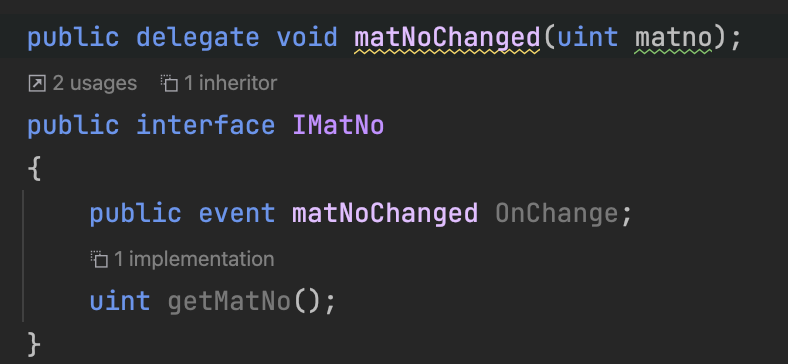 public delegate void matNoChanged(uint matno);
2 usages 1 inheritor
public interface IMatNo
{
public event matNoChanged OnChange;
1 implementation
uint getMatNo();
}